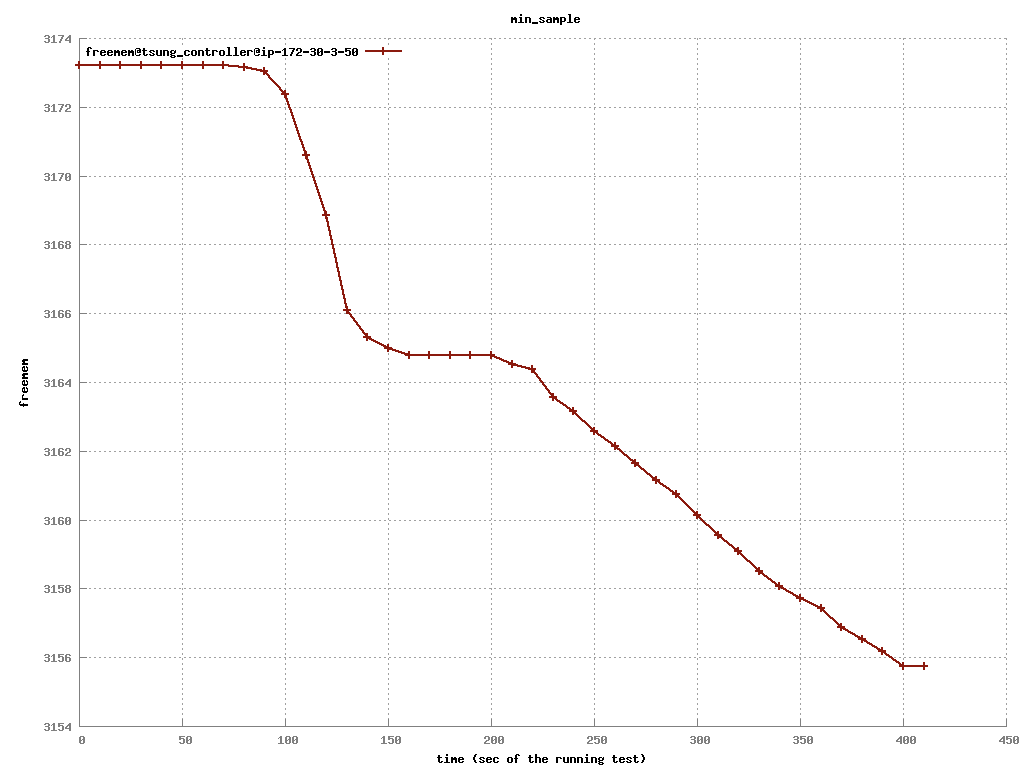 min_sample
freemem@tsung_controller@ip-172-30-3-50
3174
3172
3170
3168
3166
3164
3162
3160
3158
3156
3154
freemem
0 50 100 150 200 250 300 350 400 450
time (sec of the running test)